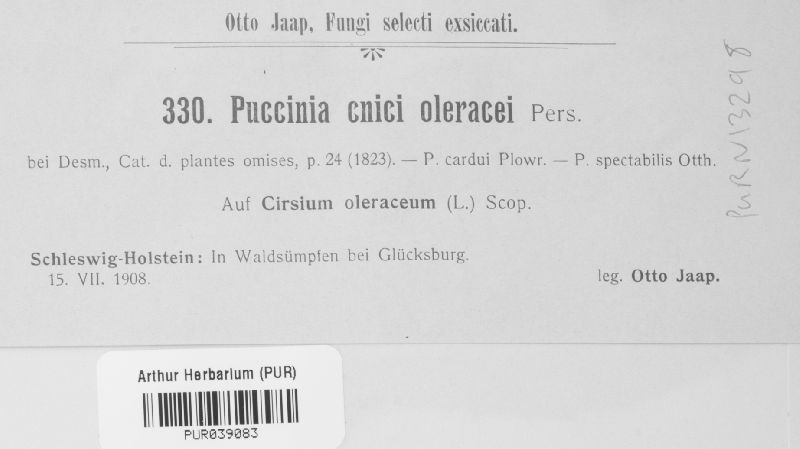 Otto Jaap, Fungi selecti exsiccati.
330. Puccinia cnici oleracei Pers.
bei Desm., Cat. d. plantes omises, p. 24 (1823). — P. cardui Plowr. — P. spectabilis Otth.
Auf Cirsium oleraceum (L.) Scop.
Schleswig-Holstein: In Waldsümpfen bei Glücksburg.
15. VII. 1908.
leg. Otto Jaap.
PURN13298
Arthur Herbarium (PUR)
PUR039083